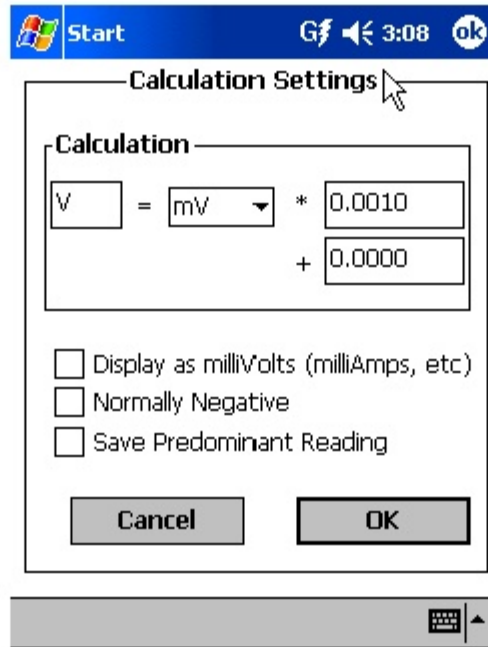 Start G 3:08 ok
Calculation Settings
Calculation
V = mV * 0.0010
+ 0.0000
Display as milliVolts (milliAmps, etc)
Normally Negative
Save Predominant Reading
Cancel OK